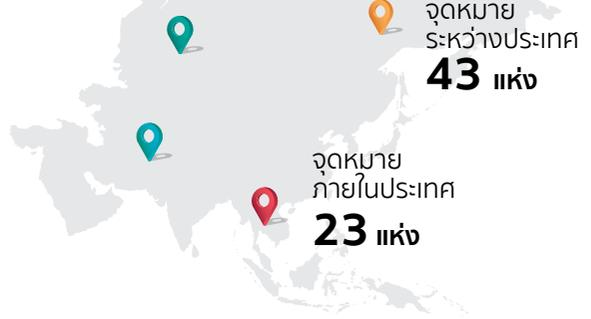 จุดหมาย
ระหว่างประเทศ
43 แห่ง
จุดหมาย
ภายในประเทศ
23 แห่ง